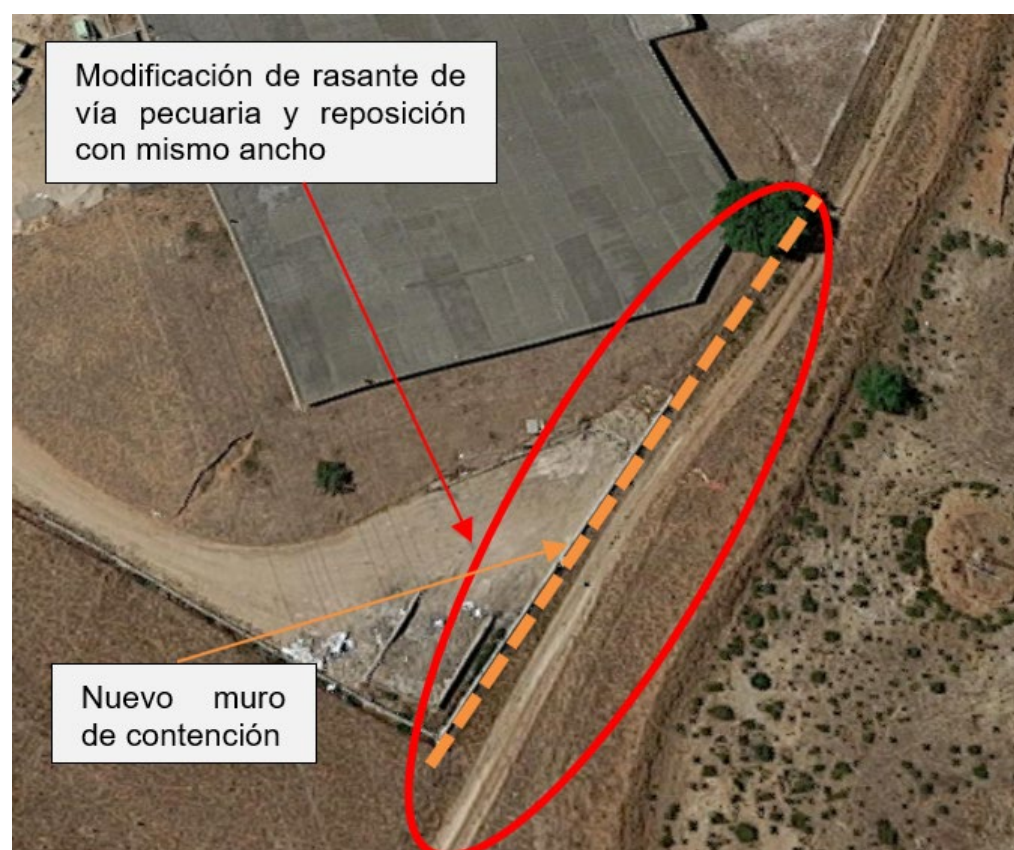 Modificación de rasante de
vía pecuaria y reposición
con mismo ancho
Nuevo muro
de contención